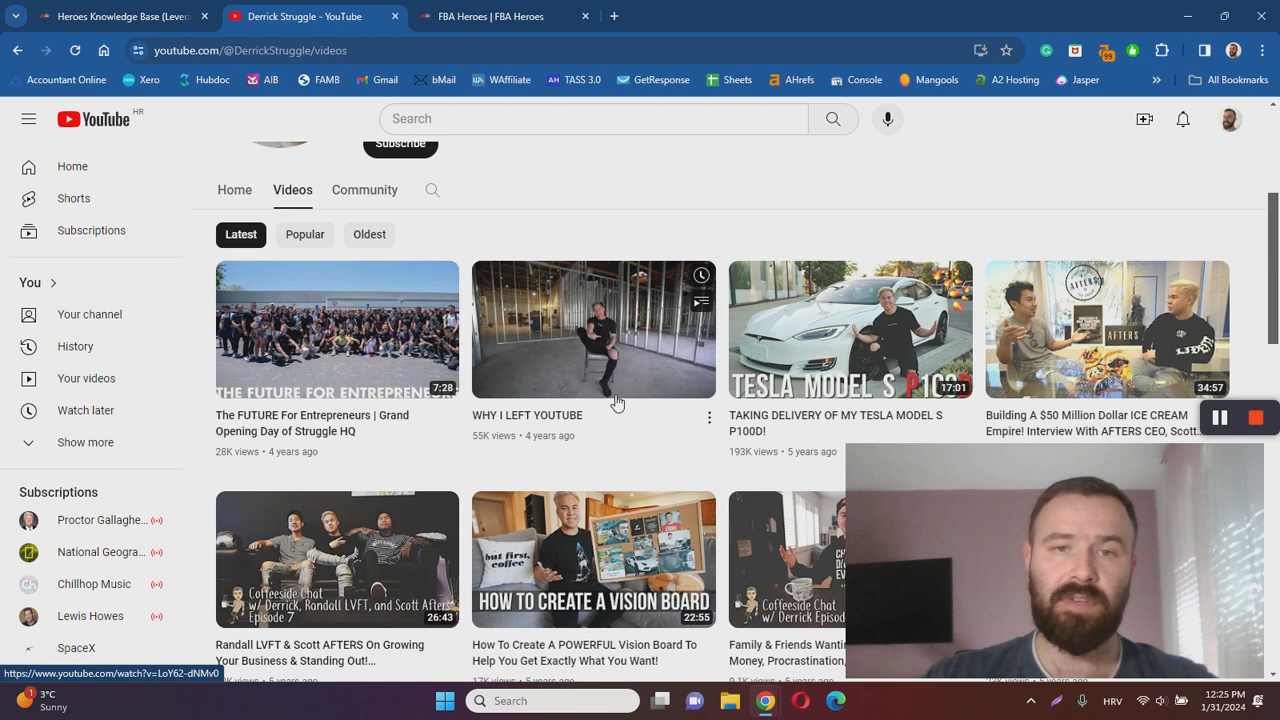 Heroes Knowledge Base (Levera
Derrick Struggle - YouTube
FBA Heroes | FBA Heroes
youtube.com/@DerrickStruggle/videos
99
Accountant Online
Xero
Hubdoc
AIB
FAMB
Gmail
bMail
WAffiliate
TASS 3.0
GetResponse
Sheets
AHrefs
Console
Mangools
A2 Hosting
Jasper
All Bookmarks
YouTube HR
Search
Subscribe
Home
Shorts
Subscriptions
You
Your channel
History
Your videos
Watch later
Show more
Subscriptions
Proctor Gallaghe...
National Geogra...
Chillhop Music
Lewis Howes
SpaceX
Home
Videos
Community
Latest
Popular
Oldest
THE FUTURE FOR ENTREPRENEUR
7:28
The FUTURE For Entrepreneurs | Grand
Opening Day of Struggle HQ
28K views • 4 years ago
WHY I LEFT YOUTUBE
55K views • 4 years ago
TESLA MODEL S P100D
17:01
TAKING DELIVERY OF MY TESLA MODEL S
P100D!
193K views • 5 years ago
AFTERS
AFTERS
34:57
Building A $50 Million Dollar ICE CREAM
Empire! Interview With AFTERS CEO, Scott...
Coffeeside Chat
w/ Derrick, Randall LVFT, and Scott Afters
Episode 7
26:43
Randall LVFT & Scott AFTERS On Growing
Your Business & Standing Out!...
but first,
coffee
HOW TO CREATE A VISION BOARD
22:55
How To Create A POWERFUL Vision Board To
Help You Get Exactly What You Want!
Coffeeside Chat
w/ Derrick Episod
Family & Friends Wantin
Money, Procrastination,
https://www.youtube.com/watch?v=LoY62-dNMv0
1
3°C
Sunny
Search
HRV
12:25 PM
1/31/2024